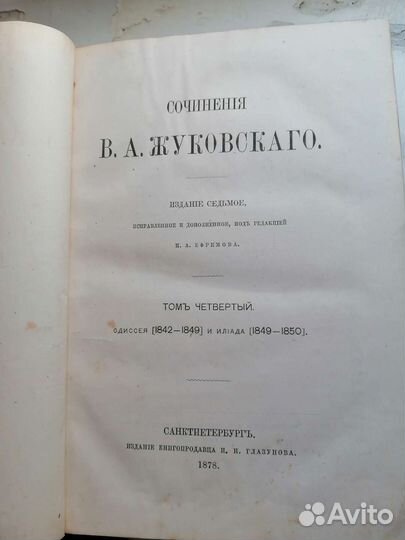 СОЧИНЕНІЯ
В. А. ЖУКОВСКАГО.
ИЗДАНІЕ СЕДЬМОЕ,
ИСПРАВЛЕННОЕ И ДОПОЛНЕННОЕ, ПОДЪ РЕДАКЦІЕЙ
П. А. ЕФРЕМОВА.
ТОМЪ ЧЕТВЕРТЫЙ.
ОДИССЕЯ [1842—1849] И ИЛІАДА [1849—1850].
САНКТПЕТЕРБУРГЪ.
ИЗДАНІЕ КНИГОПРОДАВЦА И. И. ГЛАЗУНОВА.
1878.
Avito